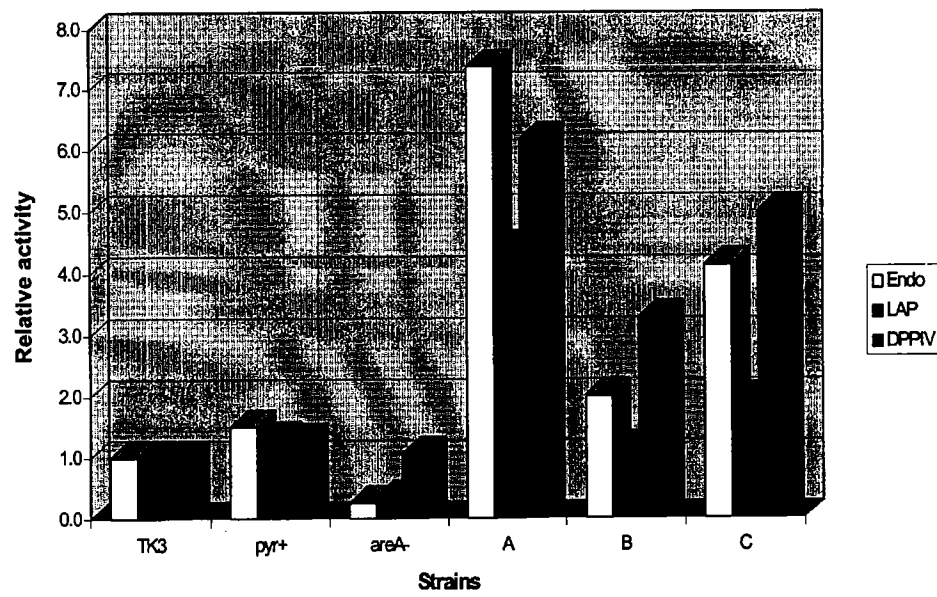 8.0
7.0
6.0
5.0
4.0
3.0
2.0
1.0
0.0
Relative activity
TK3 pyr+ areA- A B C
Strains
Endo
LAP
DPPIV